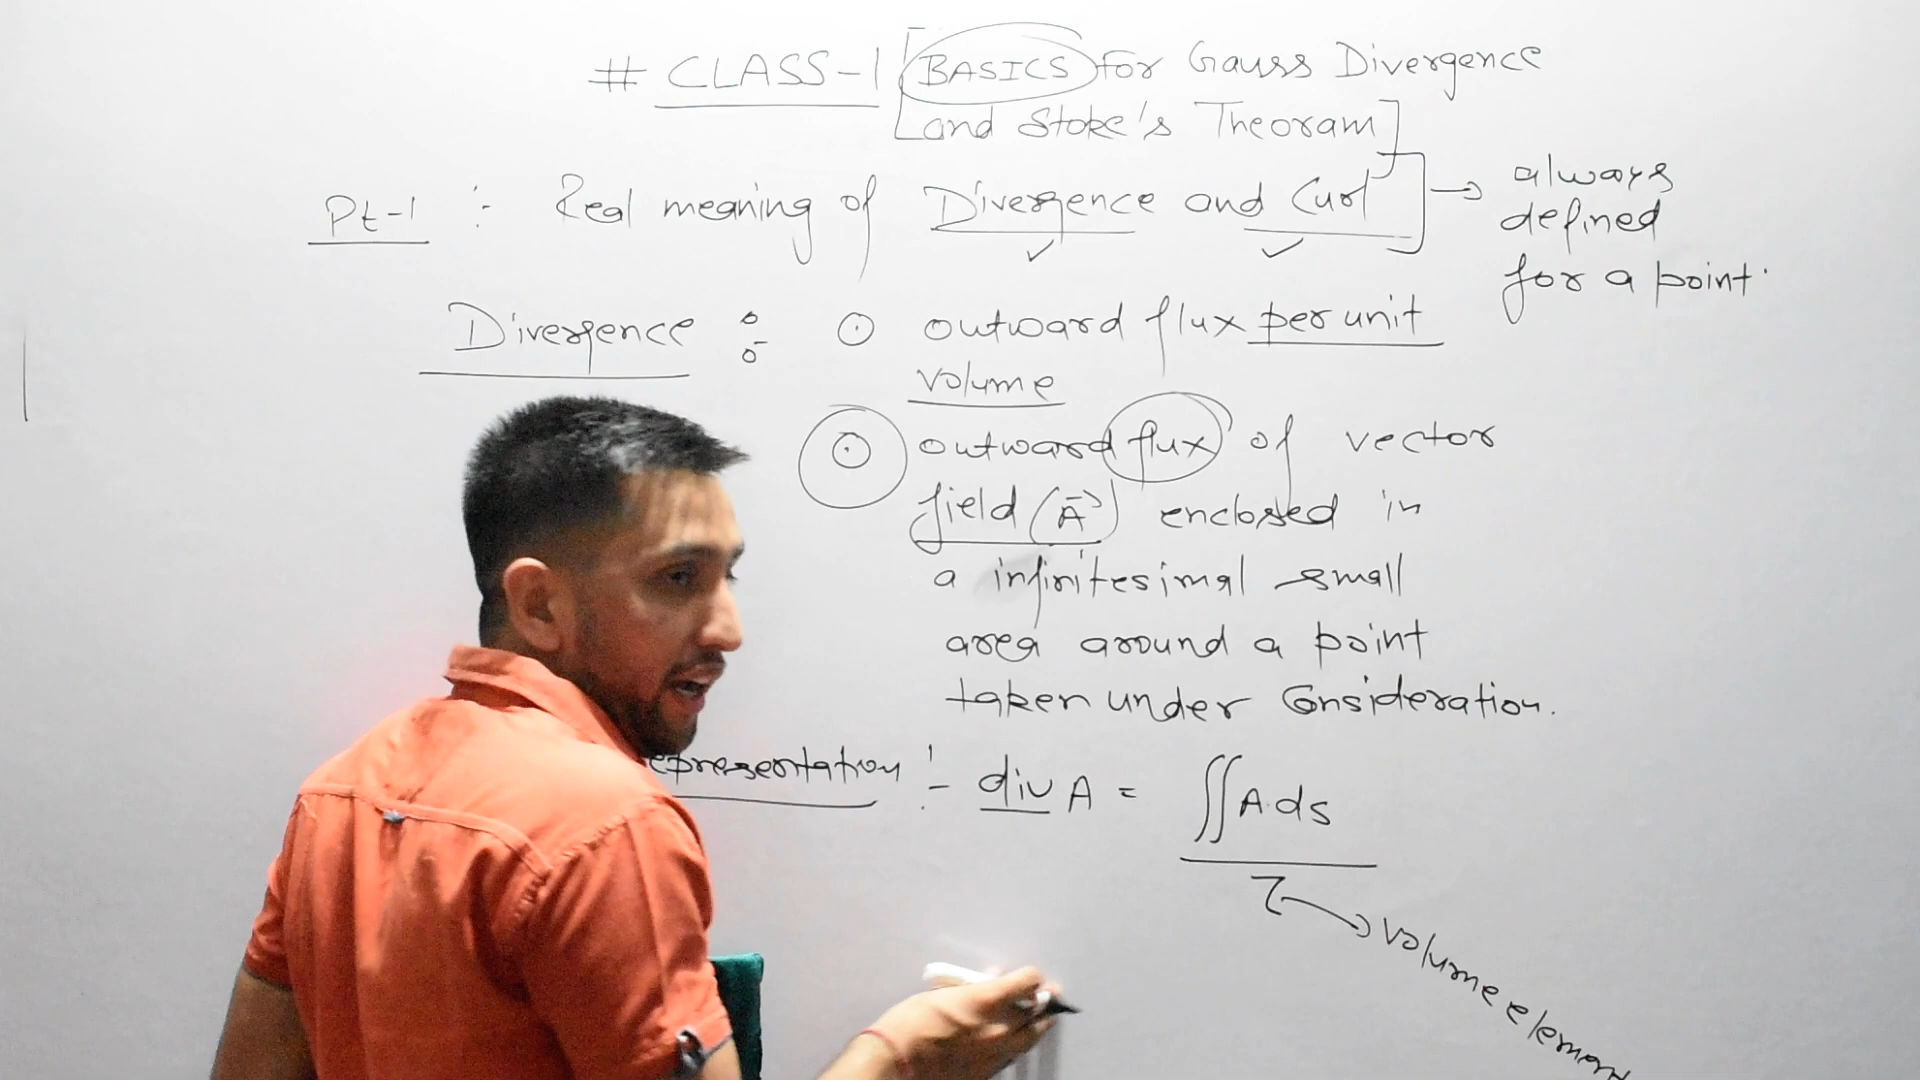 # CLASS-1 [BASICS for Gauss Divergence
and Stoke's Theoram]
Pt-1 :- Real meaning of Divergence and Curl → always
defined
for a point.
Divergence :- ⊙ outward flux per unit
volume
⊙ outward flux of vector
field (A⃗) enclosed in
a infinitesimal small
area around a point
taken under Consideration.
epresentation :- div A = ∬A.ds
τ → volume element